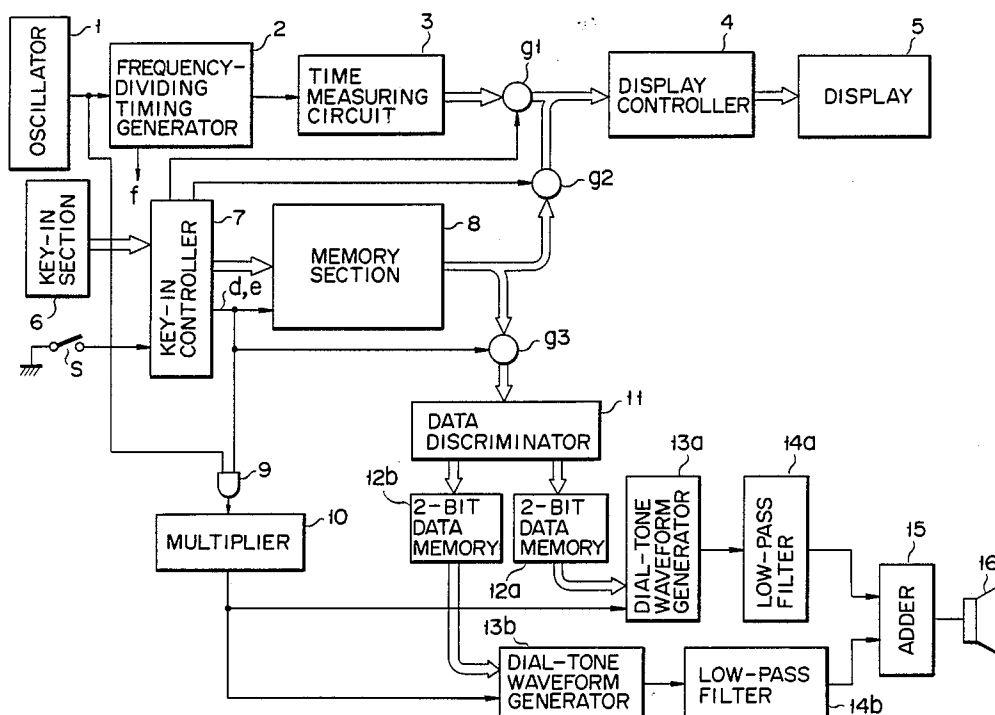 1
OSCILLATOR
2
FREQUENCY-
DIVIDING
TIMING
GENERATOR
f
3
TIME
MEASURING
CIRCUIT
g1
4
DISPLAY
CONTROLLER
5
DISPLAY
g2
KEY-IN
SECTION
6
S
7
KEY-IN
CONTROLLER
d,e
8
MEMORY
SECTION
g3
9
10
MULTIPLIER
11
DATA
DISCRIMINATOR
12b
2-BIT
DATA
MEMORY
2-BIT
DATA
MEMORY
12a
13a
DIAL-TONE
WAVEFORM
GENERATOR
14a
LOW-PASS
FILTER
13b
DIAL-TONE
WAVEFORM
GENERATOR
LOW-PASS
FILTER
14b
15
ADDER
16